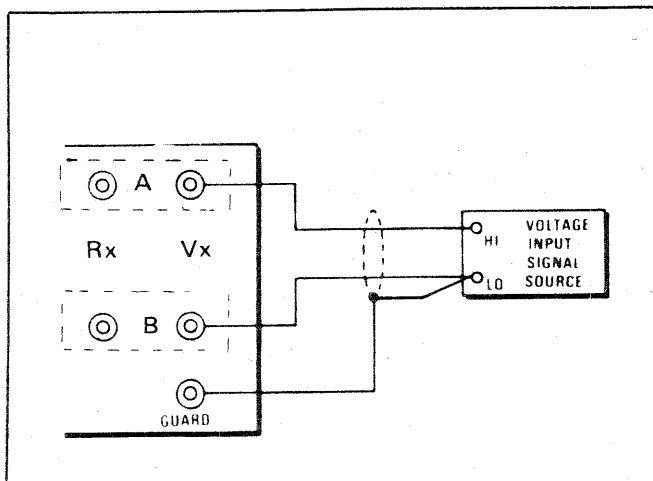 A
Rx Vx
B
GUARD
HI
LO
VOLTAGE
INPUT
SIGNAL
SOURCE